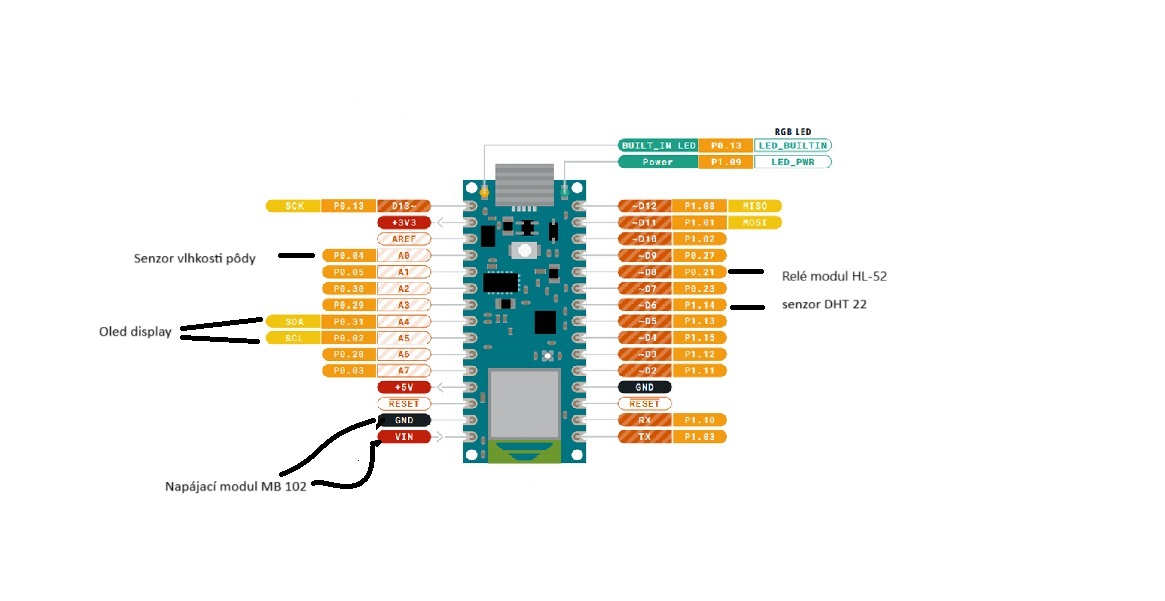 RGB LED
BUILT_IN LED P0.13 LED_BUILTIN
Power P1.09 LED_PWR
SCK P0.13 D13~ ~D12 P1.08 MISO
+3V3 ~D11 P1.01 MOSI
AREF ~D10 P1.02
Senzor vlhkosti pôdy P0.04 A0 ~D9 P0.27
P0.05 A1 ~D8 P0.21 Relé modul HL-52
P0.30 A2 ~D7 P0.23
P0.29 A3 ~D6 P1.14 senzor DHT 22
Oled display SDA P0.31 A4 ~D5 P1.13
SCL P0.02 A5 ~D4 P1.15
P0.28 A6 ~D3 P1.12
P0.03 A7 ~D2 P1.11
+5V GND
RESET RESET
GND RX P1.10
VIN TX P1.03
Napájací modul MB 102